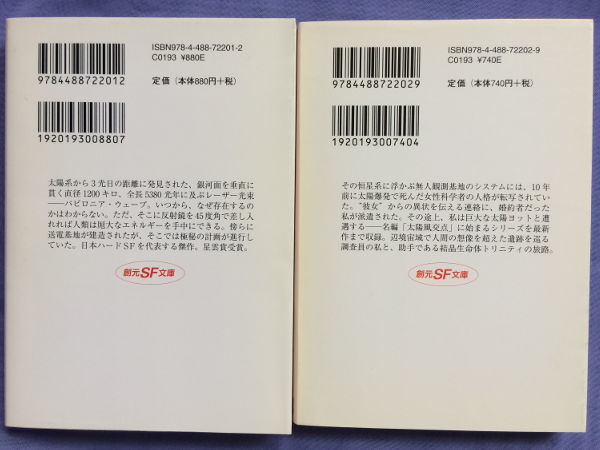 ISBN978-4-488-72201-2
C0193 ¥880E
定価（本体880円+税）
9784488722012
1920193008807
太陽系から3光日の距離に発見された、銀河面を垂直に
貫く直径1200キロ、全長5380光年に及ぶレーザー光束
――バビロニア・ウェーブ。いつから、なぜ存在するの
かはわからない。ただ、そこに反射鏡を45度角で差し入
れれば人類は厖大なエネルギーを手中にできる。傍らに
送電基地が建造されたが、そこでは極秘の計画が進行し
ていた。日本ハードSFを代表する傑作。星雲賞受賞。
創元SF文庫
ISBN978-4-488-72202-9
C0193 ¥740E
定価（本体740円+税）
9784488722029
1920193007404
その恒星系に浮かぶ無人観測基地のシステムには、10年
前に太陽爆発で死んだ女性科学者の人格が転写されてい
た。“彼女”からの異状を伝える連絡に、婚約者だった
私が派遣された。その途上、私は巨大な太陽ヨットと遭
遇する――名編「太陽風交点」に始まるシリーズを最新
作まで収録。辺境宙域で人間の想像を超えた遺跡を巡る
調査員の私と、助手である結晶生命体トリニティの旅路。
創元SF文庫